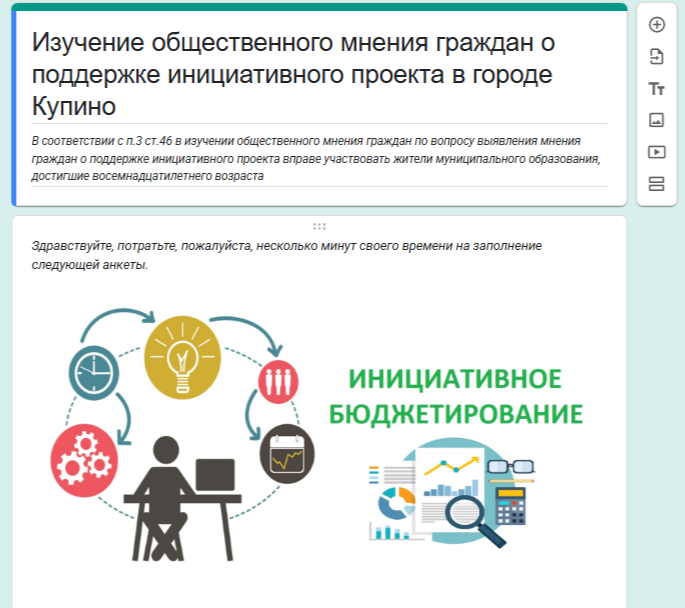 Изучение общественного мнения граждан о
поддержке инициативного проекта в городе
Купино
В соответствии с п.3 ст.46 в изучении общественного мнения граждан по вопросу выявления мнения
граждан о поддержке инициативного проекта вправе участвовать жители муниципального образования,
достигшие восемнадцатилетнего возраста
Здравствуйте, потратьте, пожалуйста, несколько минут своего времени на заполнение
следующей анкеты.
ИНИЦИАТИВНОЕ
БЮДЖЕТИРОВАНИЕ